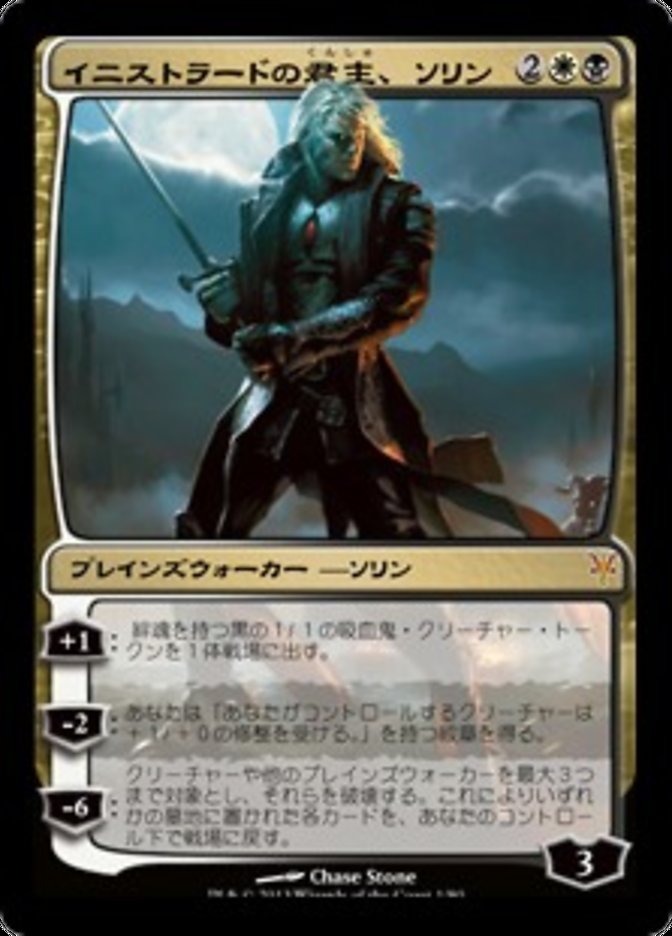 くんしゅ
イニストラードの君主、ソリン 2
プレインズウォーカー ―ソリン
+1 : 絆魂を持つ黒の1/1の吸血鬼・クリーチャー・トー
クンを1体戦場に出す。
-2 : あなたは「あなたがコントロールするクリーチャーは
+1/+0の修整を受ける。」を持つ紋章を得る。
-6 : クリーチャーや他のプレインズウォーカーを最大3つ
まで対象とし、それらを破壊する。これによりいずれ
かの墓地に置かれた各カードを、あなたのコントロー
ル下で戦場に戻す。
3
Chase Stone